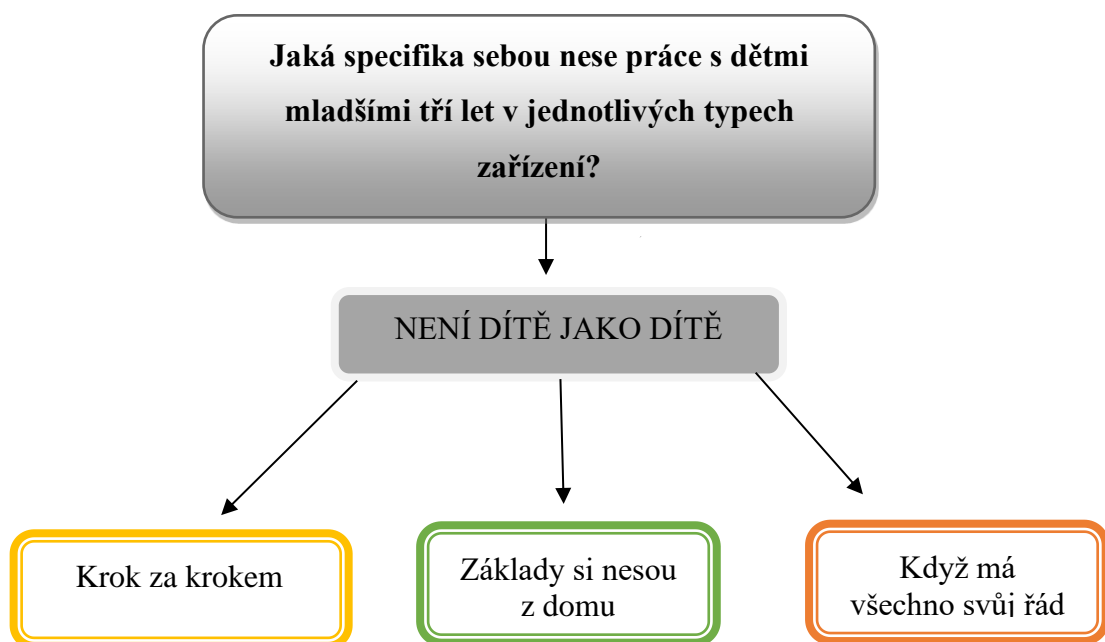 Jaká specifika sebou nese práce s dětmi
mladšími tří let v jednotlivých typech
zařízení?
NENÍ DÍTĚ JAKO DÍTĚ
Krok za krokem
Základy si nesou
z domu
Když má
všechno svůj řád